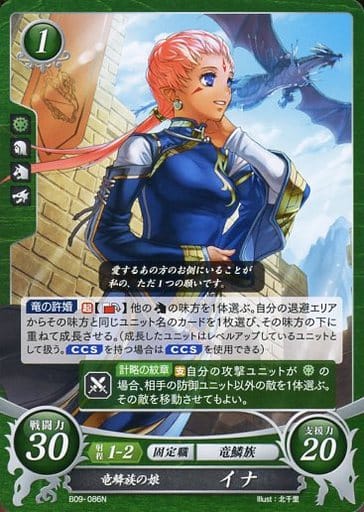 1
愛するあの方のお側にいることが
私の、ただ1つの願いです。
竜の許婚 起 【 】他の の味方を1体選ぶ。自分の退避エリア
からその味方と同じユニット名のカードを1枚選び、その味方の下に
重ねて成長させる。(成長したユニットはレベルアップしているユニットと
して扱う。CCSを持つ場合はCCSも使用できる)
計略の紋章 支 自分の攻撃ユニットが の
場合、相手の防御ユニット以外の敵を1体選ぶ。
その敵を移動させてもよい。
戦闘力
30
射程 1-2
固定職
竜鱗族
支援力
20
竜鱗族の娘
イナ
B09-086N
Illust:北千里